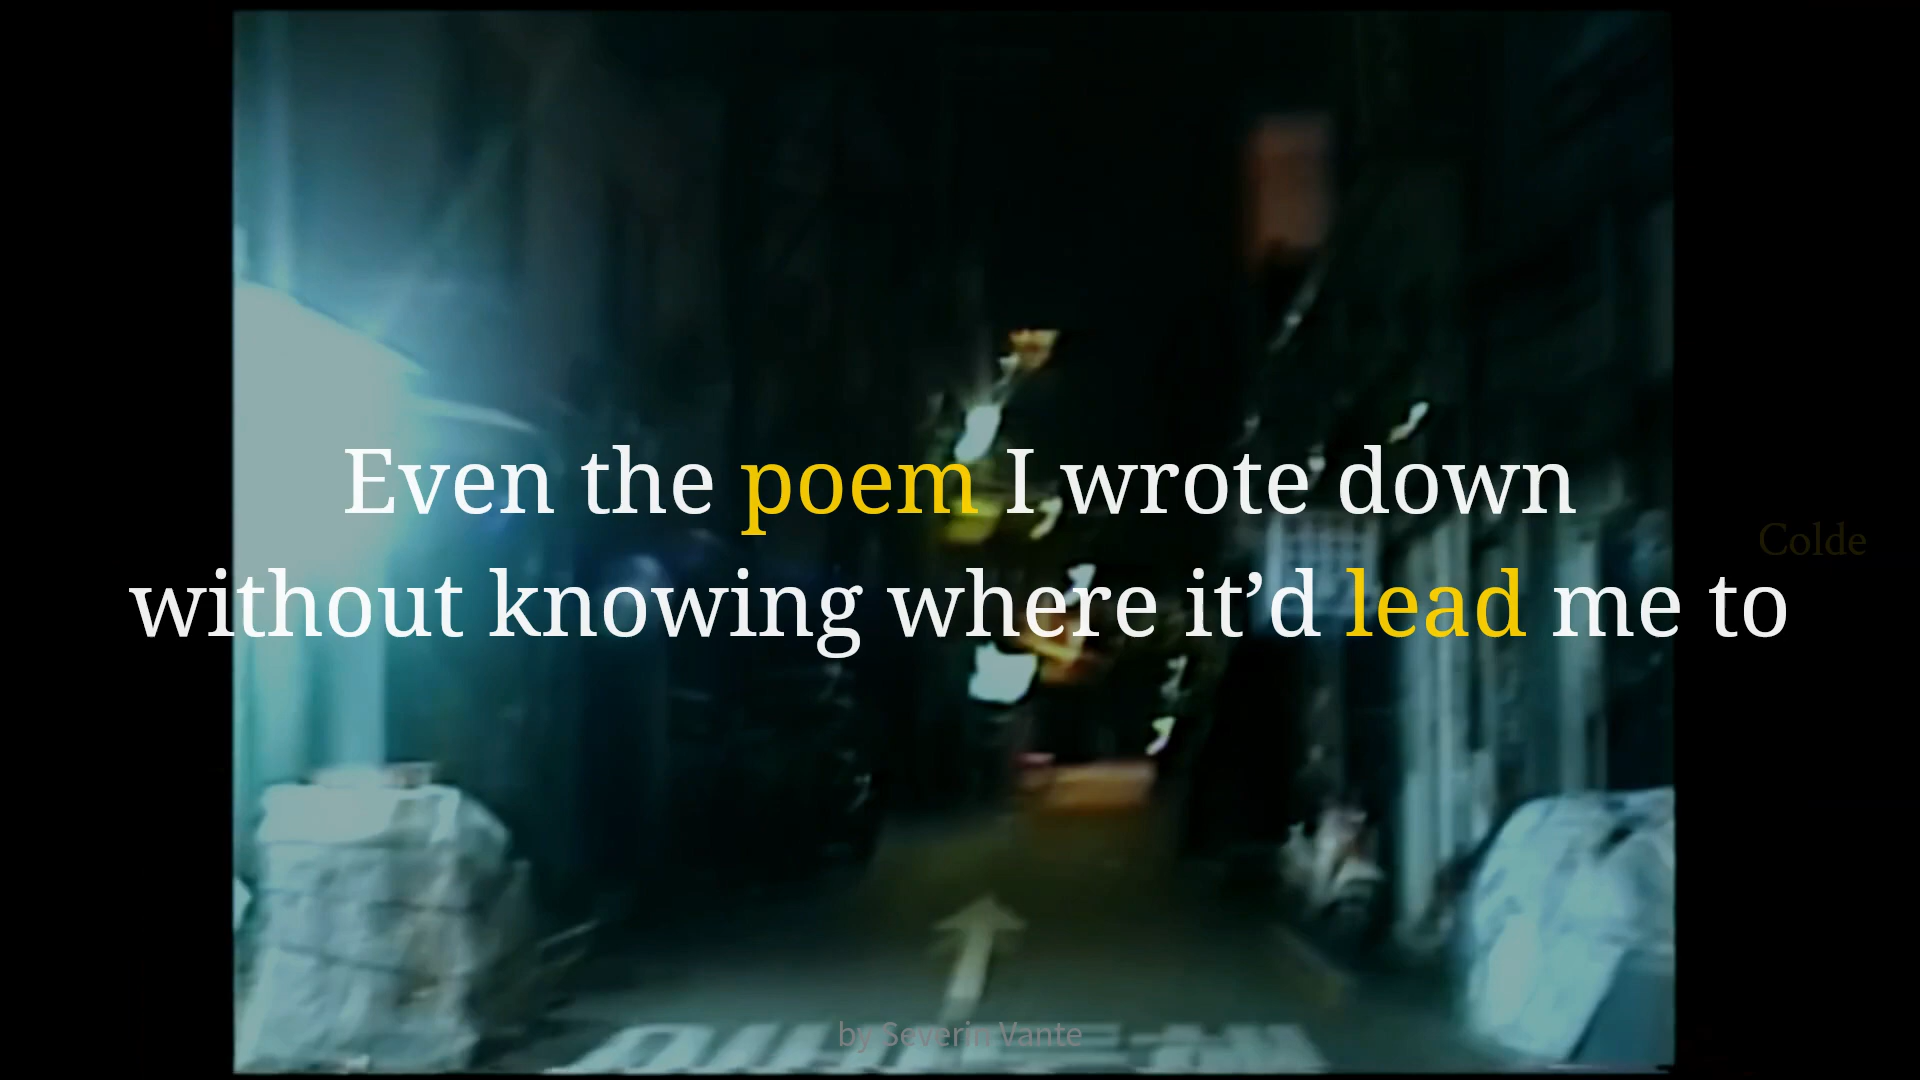 Even the poem I wrote down
without knowing where it’d lead me to
Colde
by Severin Vante